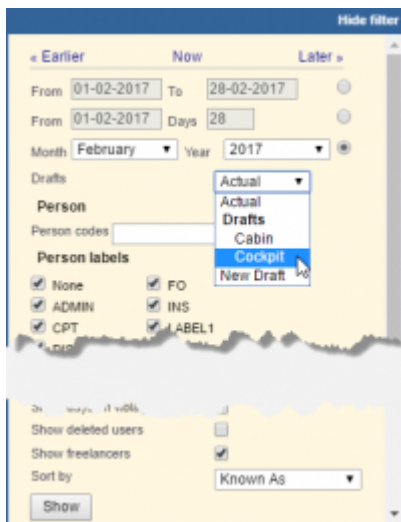 Hide filter
« Earlier Now Later »
From 01-02-2017 To 28-02-2017
From 01-02-2017 Days 28
Month February Year 2017
Drafts Actual
Actual
Person Drafts
Cabin
Person codes Cockpit
New Draft
Person labels
None FO
ADMIN INS
CPT LABEL1
Show deleted users
Show freelancers
Sort by Known As
Show